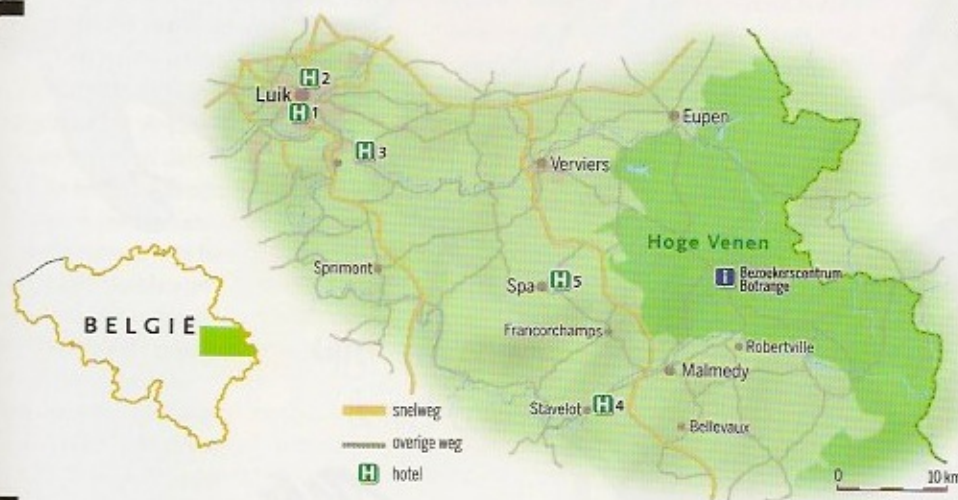 H 2
Luik
H 1
H 3
Eupen
Verviers
Hoge Venen
i Bezoekerscentrum
Botrange
Sprimont
Spa H 5
Francorchamps
Robertville
Malmedy
Stavelot H 4
Bellevaux
BELGIË
snelweg
overige weg
H hotel
0 10 km